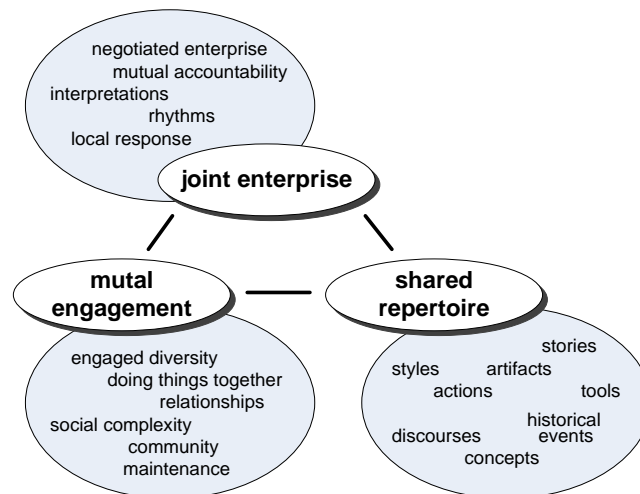 negotiated enterprise
mutual accountability
interpretations
rhythms
local response
joint enterprise
mutal
engagement
engaged diversity
doing things together
relationships
social complexity
community
maintenance
shared
repertoire
stories
styles
artifacts
actions
tools
historical
discourses
events
concepts